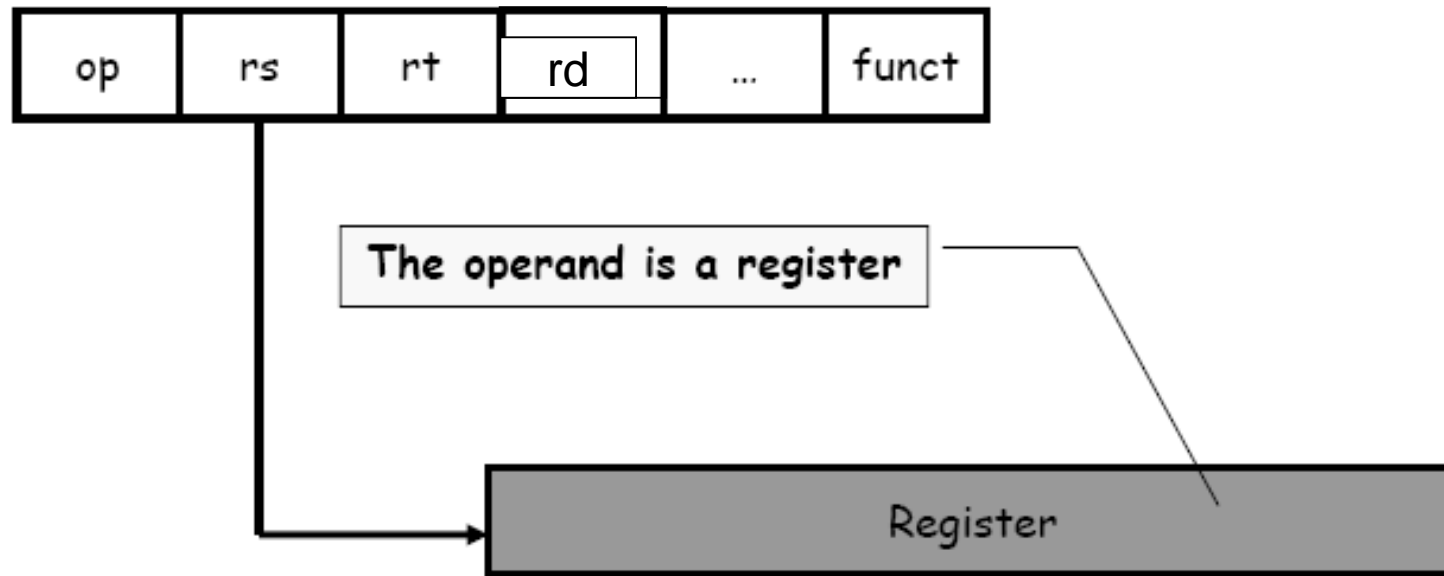 op rs rt rd ... funct
The operand is a register
Register